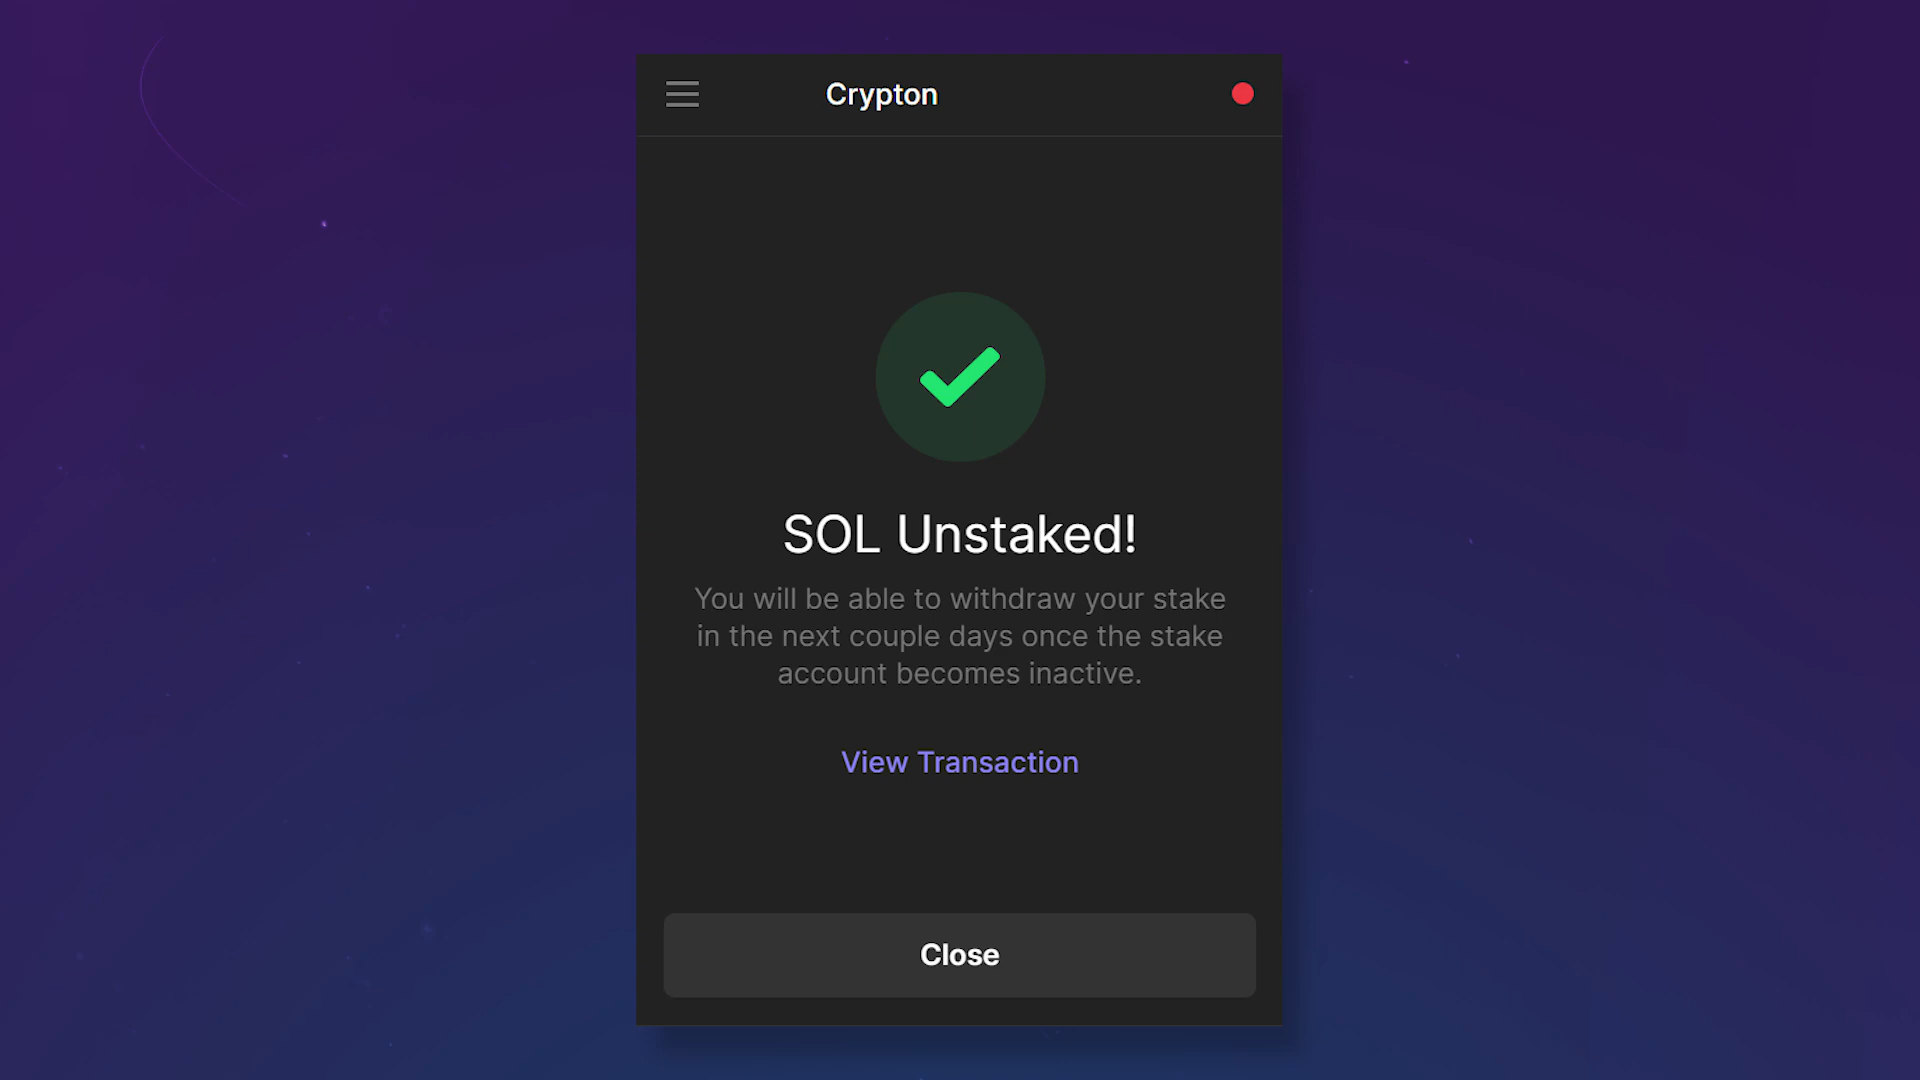 Crypton
SOL Unstaked!
You will be able to withdraw your stake
in the next couple days once the stake
account becomes inactive.
View Transaction
Close